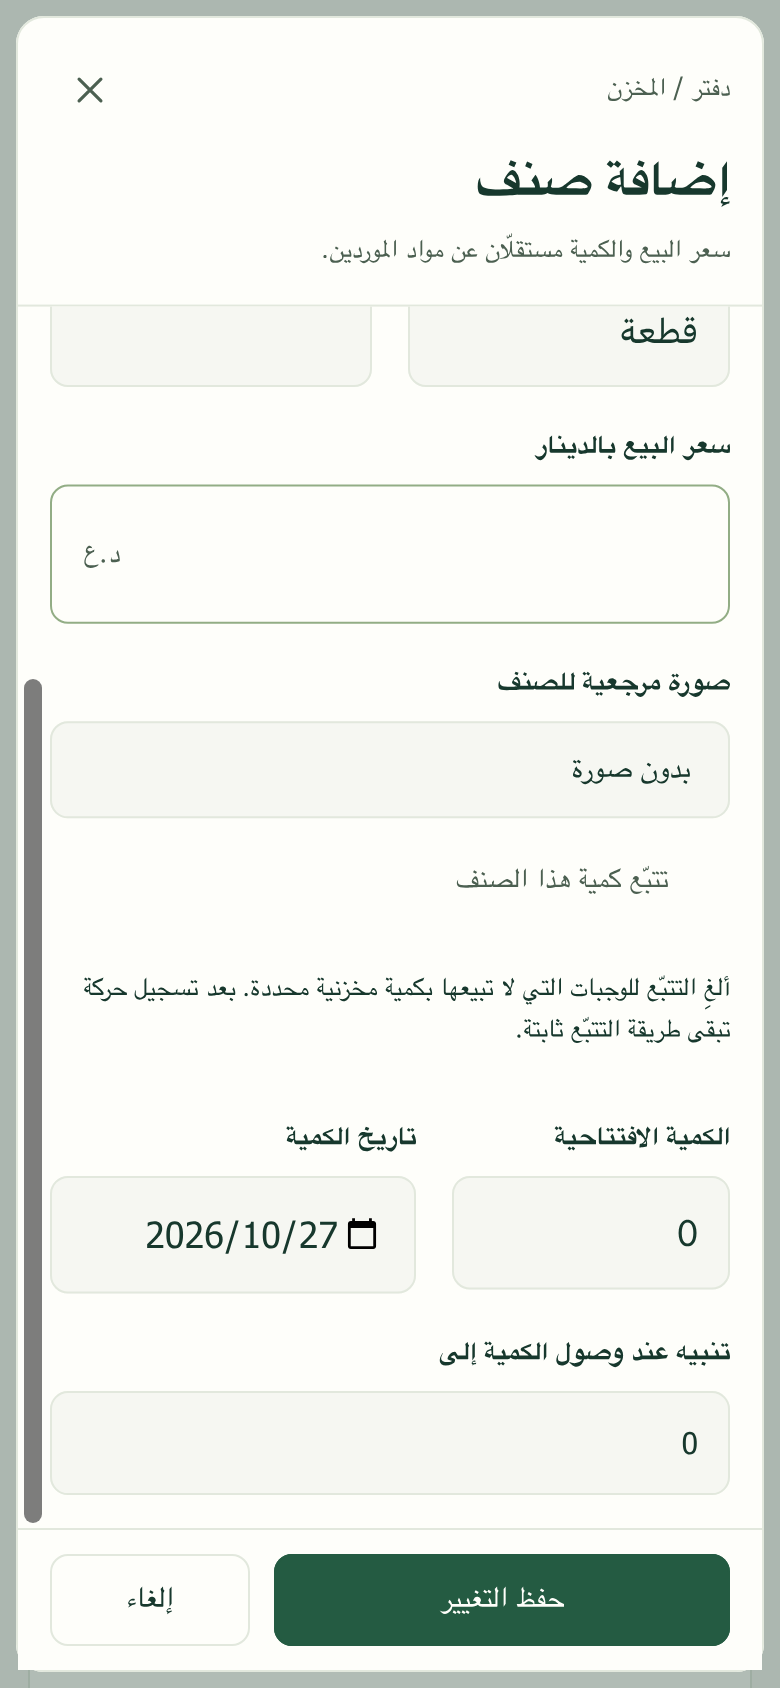 دفتر / المخزن
إضافة صنف
سعر البيع والكمية مستقلّان عن مواد الموردين.
قطعة
سعر البيع بالدينار
د.ع
صورة مرجعية للصنف
بدون صورة
تتبّع كمية هذا الصنف
ألغِ التتبّع للوجبات التي لا تبيعها بكمية مخزنية محددة. بعد تسجيل حركة
تبقى طريقة التتبّع ثابتة.
الكمية الافتتاحية
تاريخ الكمية
0
2026/10/27
تنبيه عند وصول الكمية إلى
0
حفظ التغيير
إلغاء